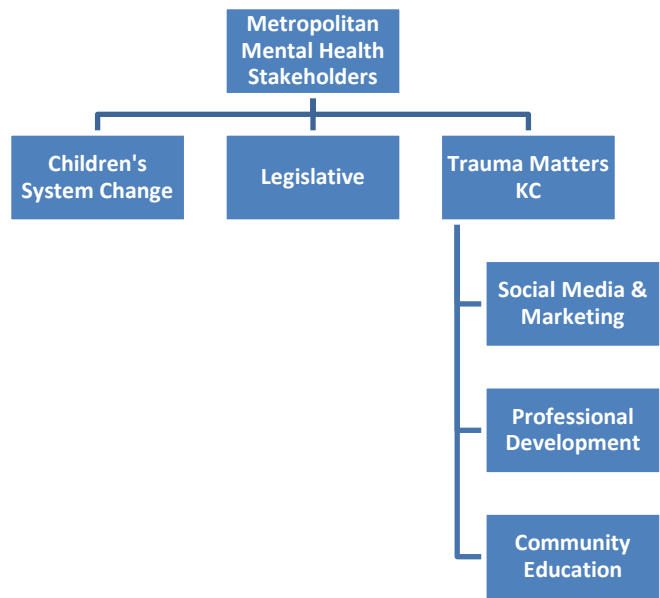 Metropolitan
Mental Health
Stakeholders
Children's
System Change
Legislative
Trauma Matters
KC
Social Media &
Marketing
Professional
Development
Community
Education